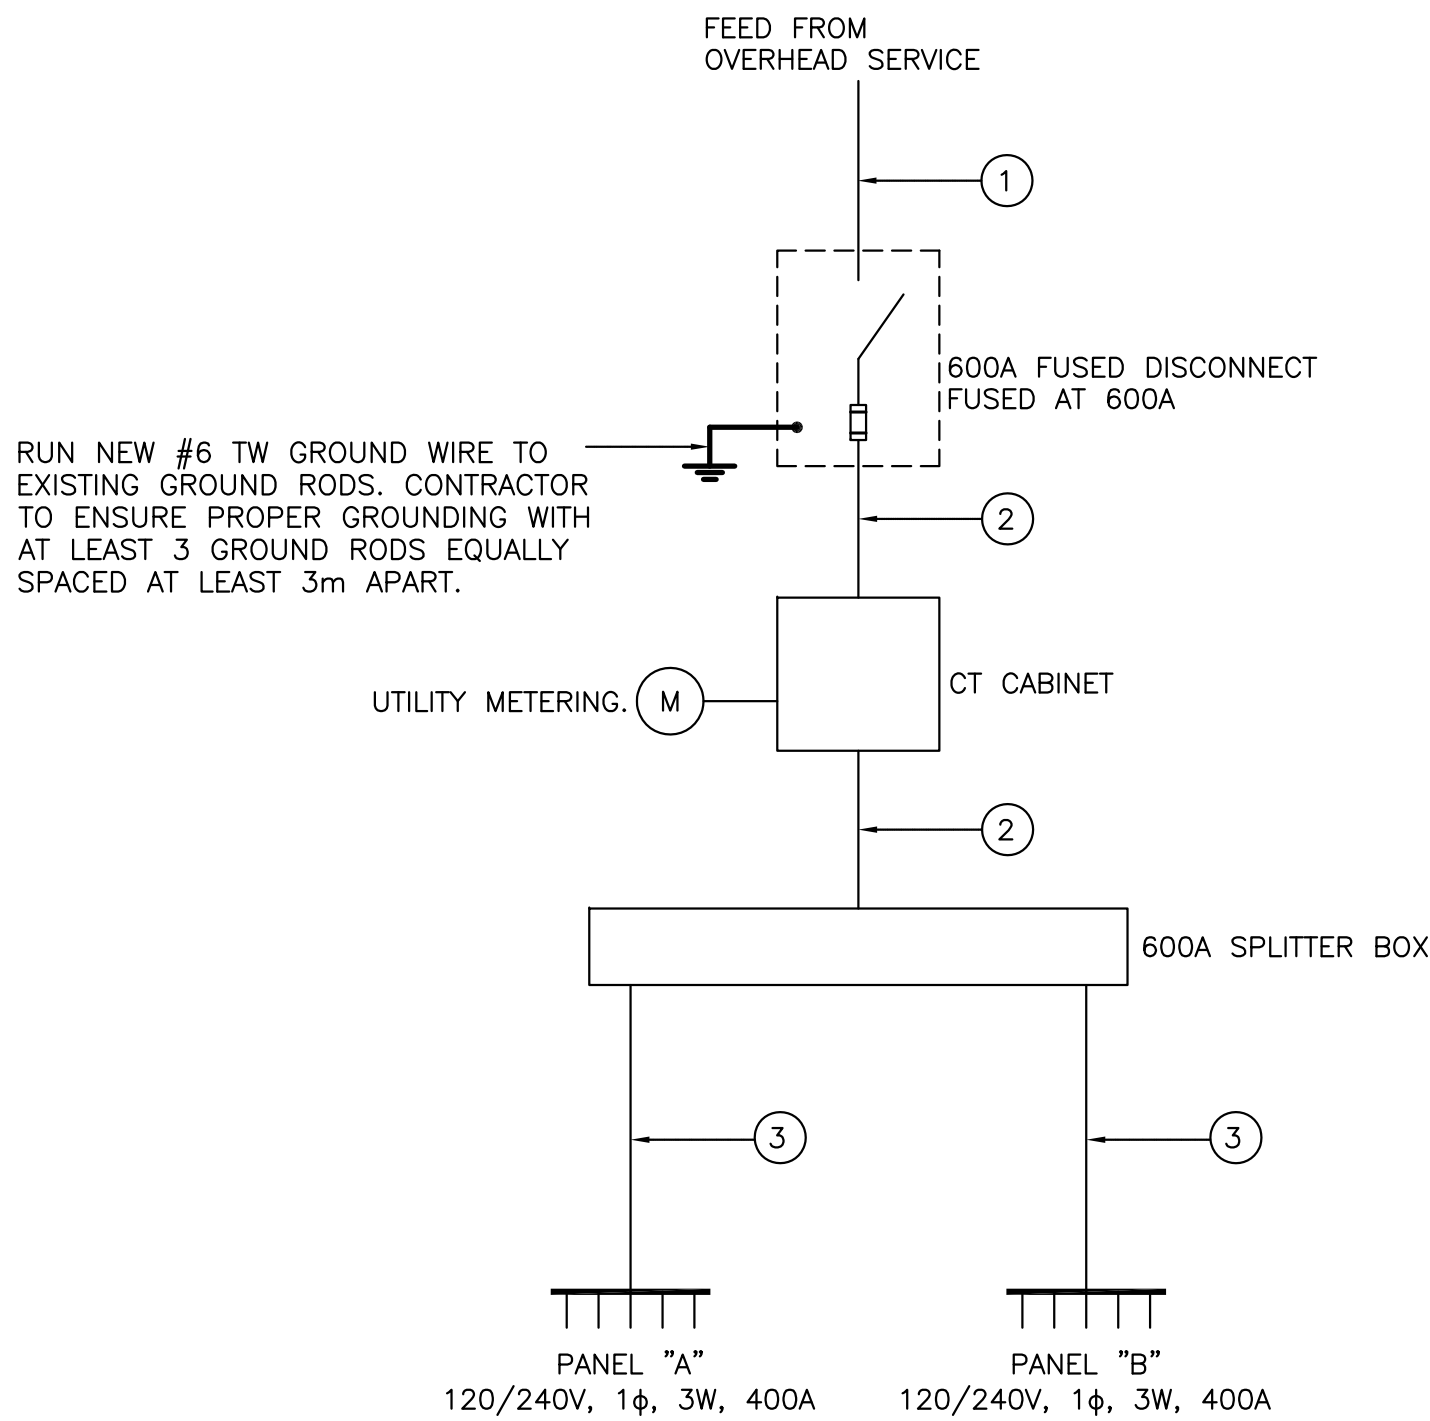 FEED FROM
OVERHEAD SERVICE
1
600A FUSED DISCONNECT
FUSED AT 600A
RUN NEW #6 TW GROUND WIRE TO
EXISTING GROUND RODS. CONTRACTOR
TO ENSURE PROPER GROUNDING WITH
AT LEAST 3 GROUND RODS EQUALLY
SPACED AT LEAST 3m APART.
2
UTILITY METERING.
M
CT CABINET
2
600A SPLITTER BOX
3
3
PANEL "A"
120/240V, 1ϕ, 3W, 400A
PANEL "B"
120/240V, 1ϕ, 3W, 400A